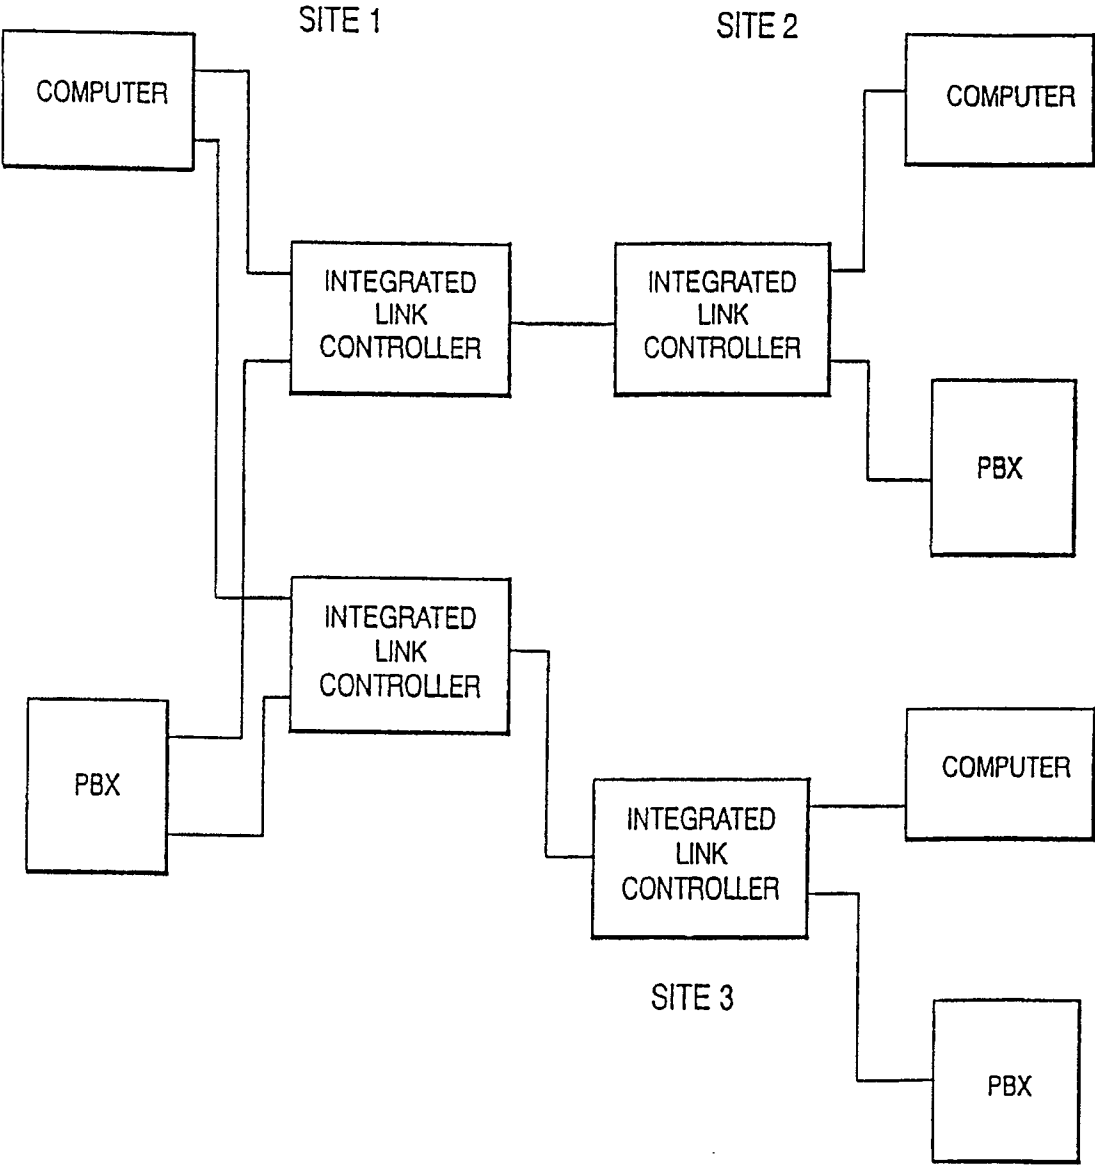 SITE 1
SITE 2
COMPUTER
COMPUTER
INTEGRATED
LINK
CONTROLLER
INTEGRATED
LINK
CONTROLLER
PBX
INTEGRATED
LINK
CONTROLLER
PBX
COMPUTER
INTEGRATED
LINK
CONTROLLER
SITE 3
PBX